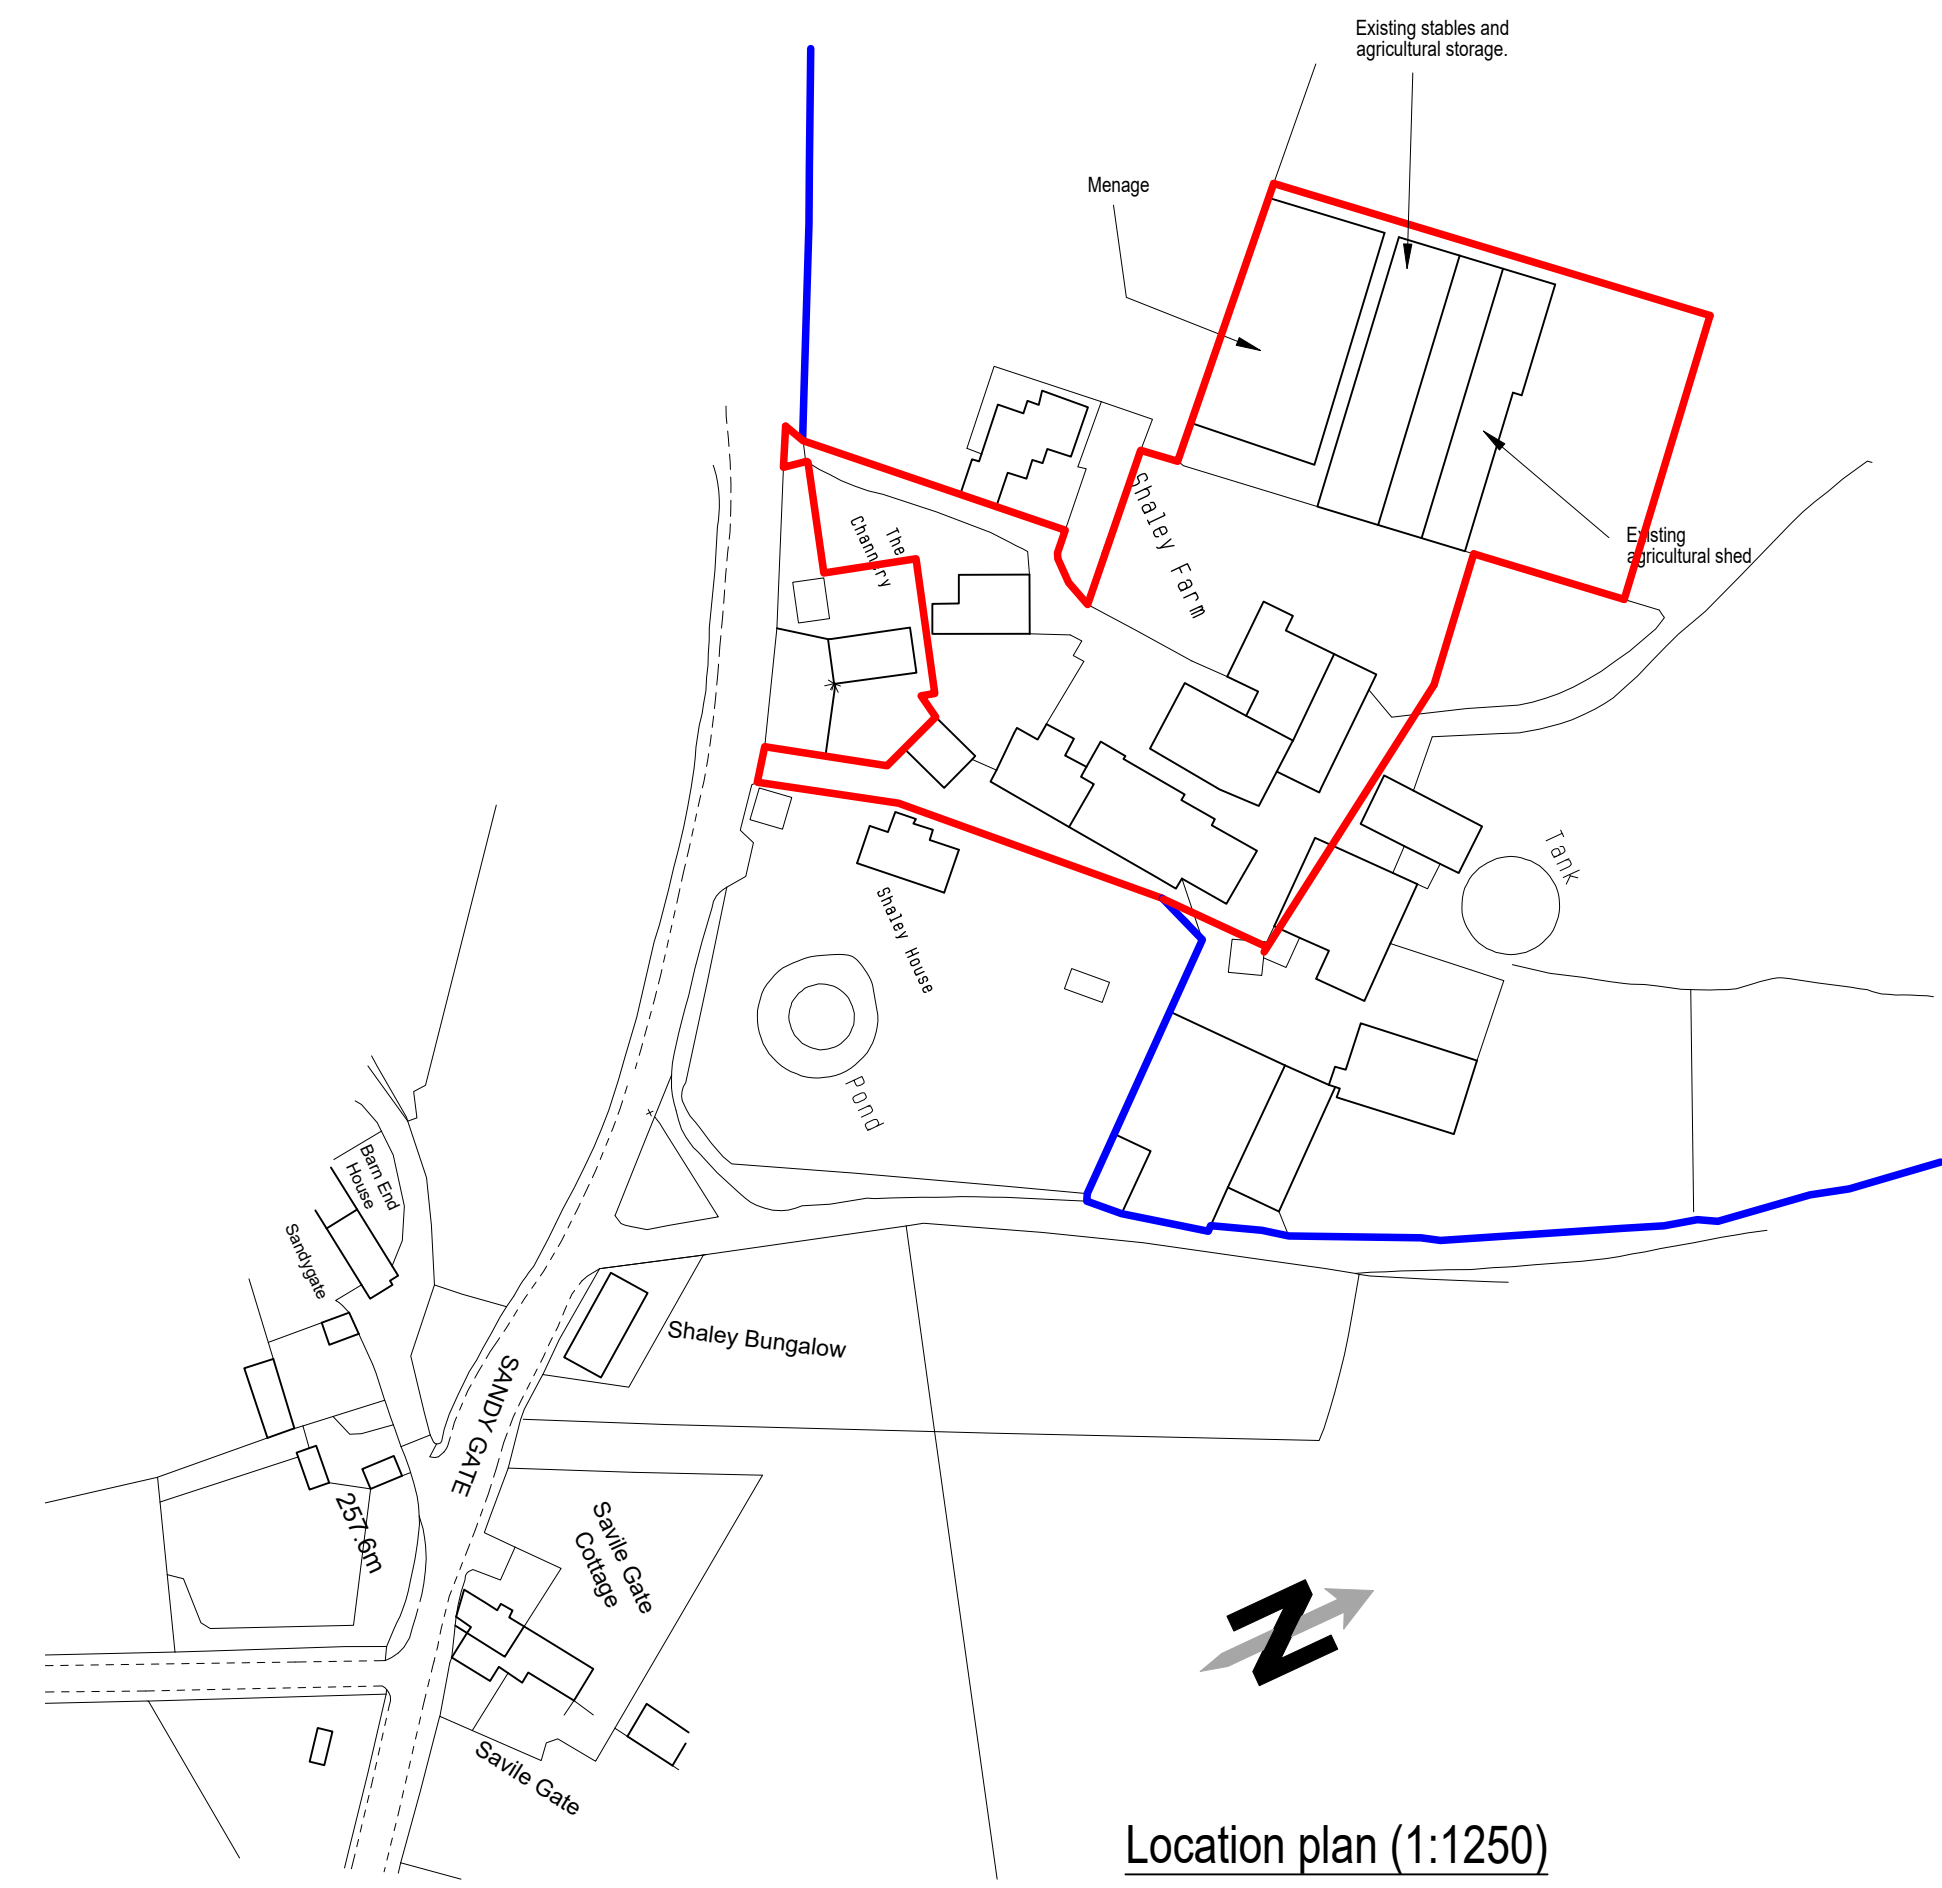 Existing stables and
agricultural storage.
Menage
Shaley Farm
The
Channery
Existing
agricultural shed
Tank
Shaley House
Pond
Barn End
House
Sandygate
Shaley Bungalow
SANDY GATE
257.6m
Savile Gate
Cottage
Savile Gate
N
Location plan (1:1250)